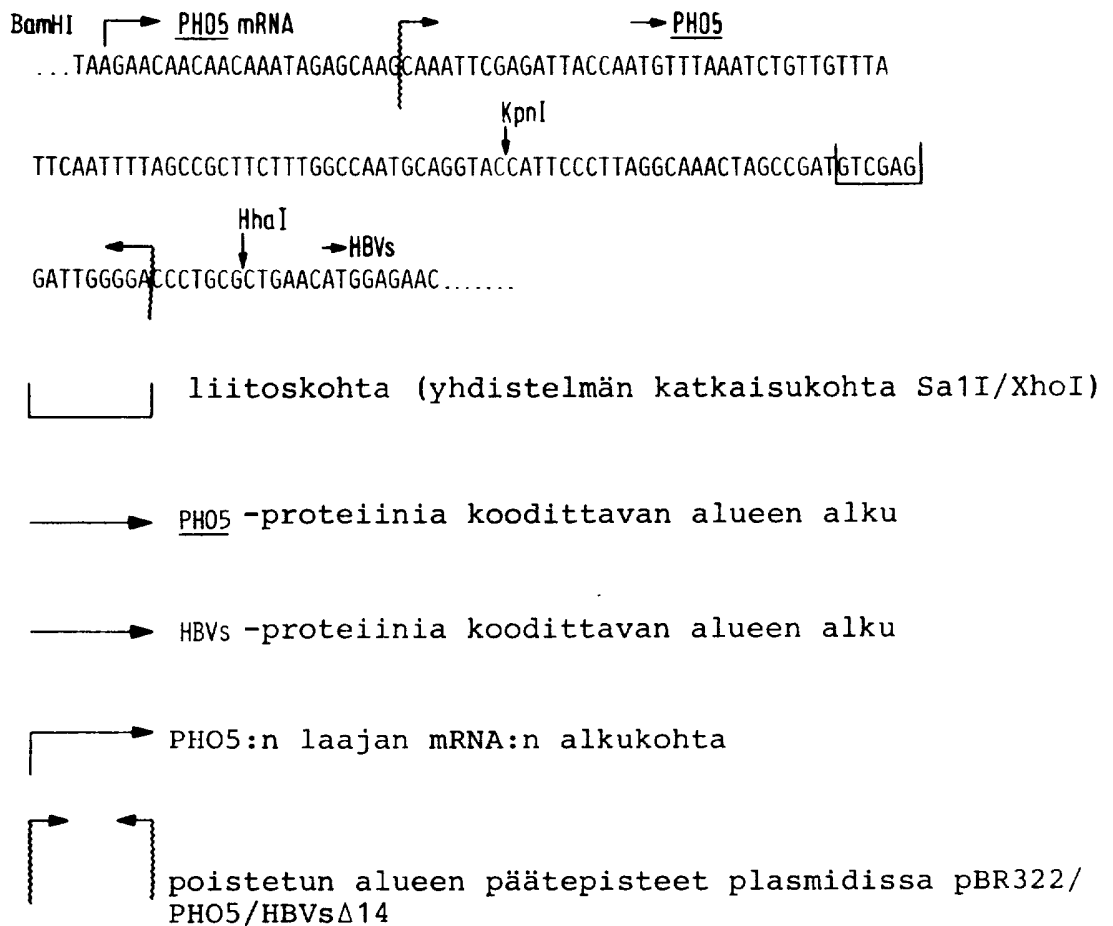 BamHI PHO5 mRNA PHO5
...TAAGAACAACAACAAATAGAGCAAGCAAATTCGAGATTACCAATGTTTAAATCTGTTGTTTA
KpnI
TTCAATTTTAGCCGCTTCTTTGGCCAATGCAGGTACCATTCCCTTAGGCAAACTAGCCGATGTCGAG
HhaI HBVs
GATTGGGGACCCTGCGCTGAACATGGAGAAC.......
liitoskohta (yhdistelmän katkaisukohta Sa1I/XhoI)
PHO5 -proteiinia koodittavan alueen alku
HBVs -proteiinia koodittavan alueen alku
PHO5:n laajan mRNA:n alkukohta
poistetun alueen päätepisteet plasmidissa pBR322/
PHO5/HBVsΔ14